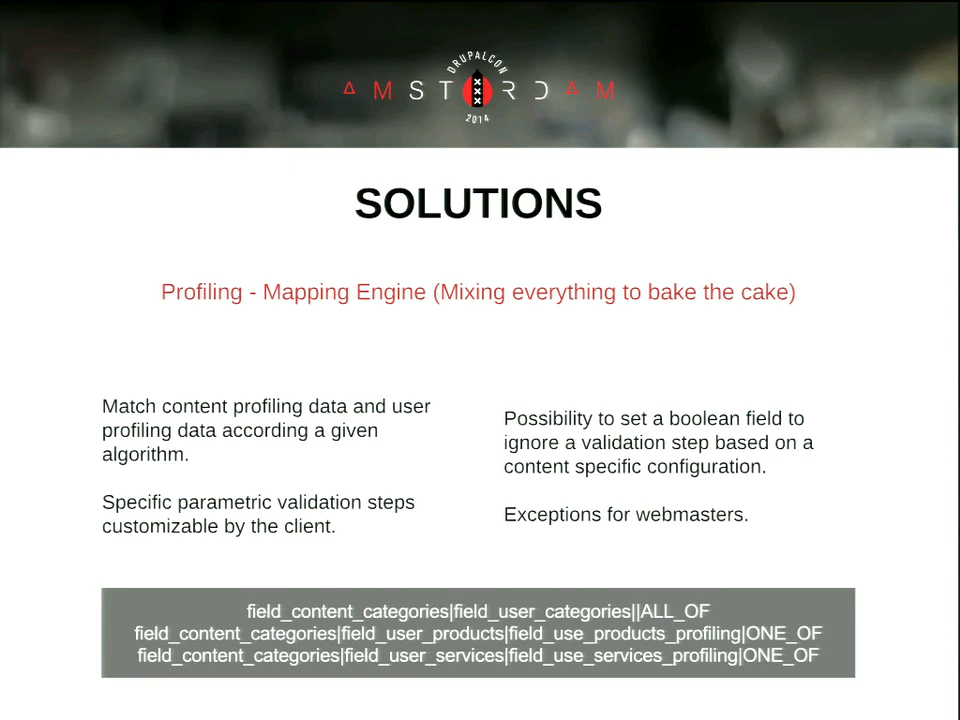 DRUPALCON
AMSTERDAM
2014
SOLUTIONS
Profiling - Mapping Engine (Mixing everything to bake the cake)
Match content profiling data and user
profiling data according a given
algorithm.
Specific parametric validation steps
customizable by the client.
Possibility to set a boolean field to
ignore a validation step based on a
content specific configuration.
Exceptions for webmasters.
field_content_categories|field_user_categories||ALL_OF
field_content_categories|field_user_products|field_use_products_profiling|ONE_OF
field_content_categories|field_user_services|field_use_services_profiling|ONE_OF